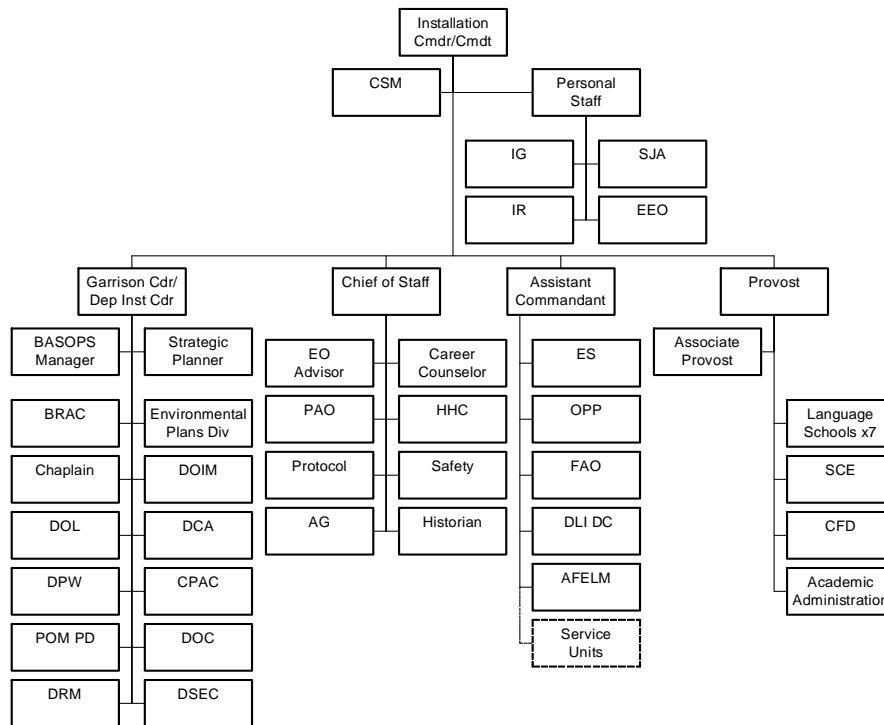 Installation
Cmdr/Cmdt
CSM
Personal
Staff
IG
SJA
IR
EEO
Garrison Cdr/
Dep Inst Cdr
Chief of Staff
Assistant
Commandant
Provost
BASOPS
Manager
Strategic
Planner
BRAC
Environmental
Plans Div
Chaplain
DOIM
DOL
DCA
DPW
CPAC
POM PD
DOC
DRM
DSEC
EO
Advisor
Career
Counselor
PAO
HHC
Protocol
Safety
AG
Historian
ES
OPP
FAO
DLI DC
AFELM
Service
Units
Associate
Provost
Language
Schools x7
SCE
CFD
Academic
Administration